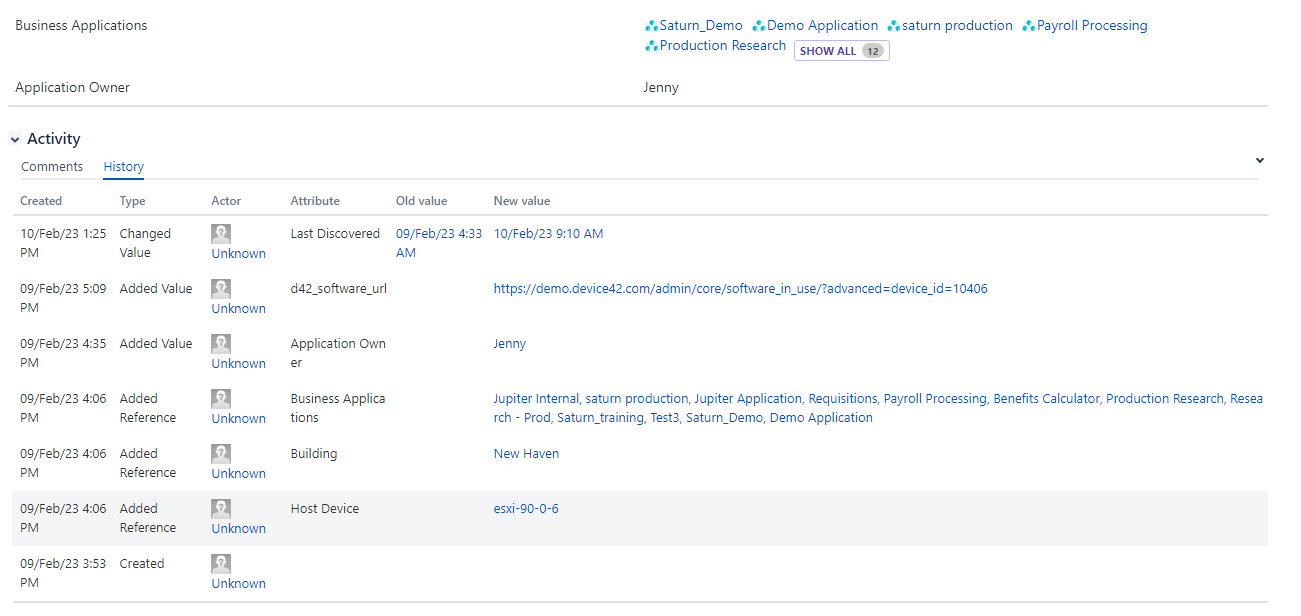 Business Applications
Saturn_Demo Demo Application saturn production Payroll Processing
Production Research SHOW ALL 12
Application Owner Jenny
Activity
Comments History
Created Type Actor Attribute Old value New value
10/Feb/23 1:25 Changed Last Discovered 09/Feb/23 4:33 10/Feb/23 9:10 AM
PM Value Unknown AM
09/Feb/23 5:09 Added Value d42_software_url https://demo.device42.com/admin/core/software_in_use/?advanced=device_id=10406
PM Unknown
09/Feb/23 4:35 Added Value Application Own Jenny
PM Unknown er
09/Feb/23 4:06 Added Business Applica Jupiter Internal, saturn production, Jupiter Application, Requisitions, Payroll Processing, Benefits Calculator, Production Research, Resea
PM Reference Unknown tions rch - Prod, Saturn_training, Test3, Saturn_Demo, Demo Application
09/Feb/23 4:06 Added Building New Haven
PM Reference Unknown
09/Feb/23 4:06 Added Host Device esxi-90-0-6
PM Reference Unknown
09/Feb/23 3:53 Created
PM Unknown